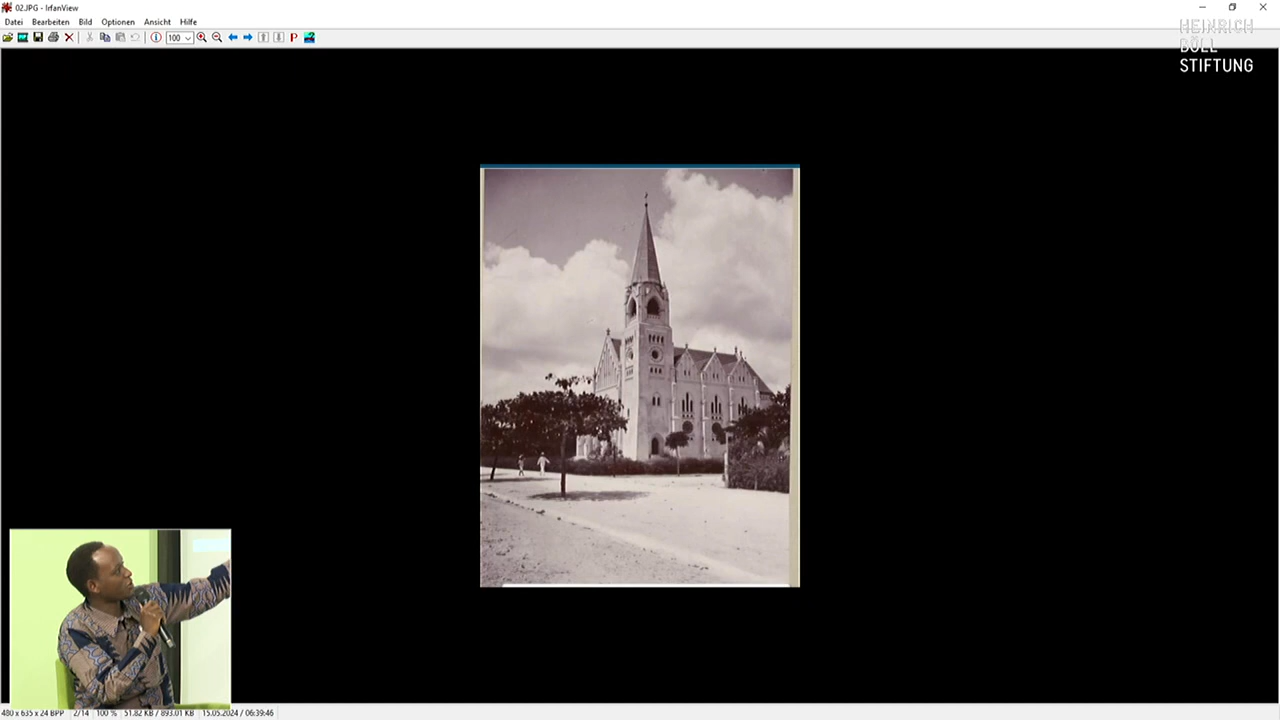 02.JPG - IrfanView
Datei Bearbeiten Bild Optionen Ansicht Hilfe
100
HEINRICH
BÖLL
STIFTUNG
480 x 635 x 24 BPP 2/14 100 % 51.82 KB / 893.01 KB 15.05.2024 / 06:39:46